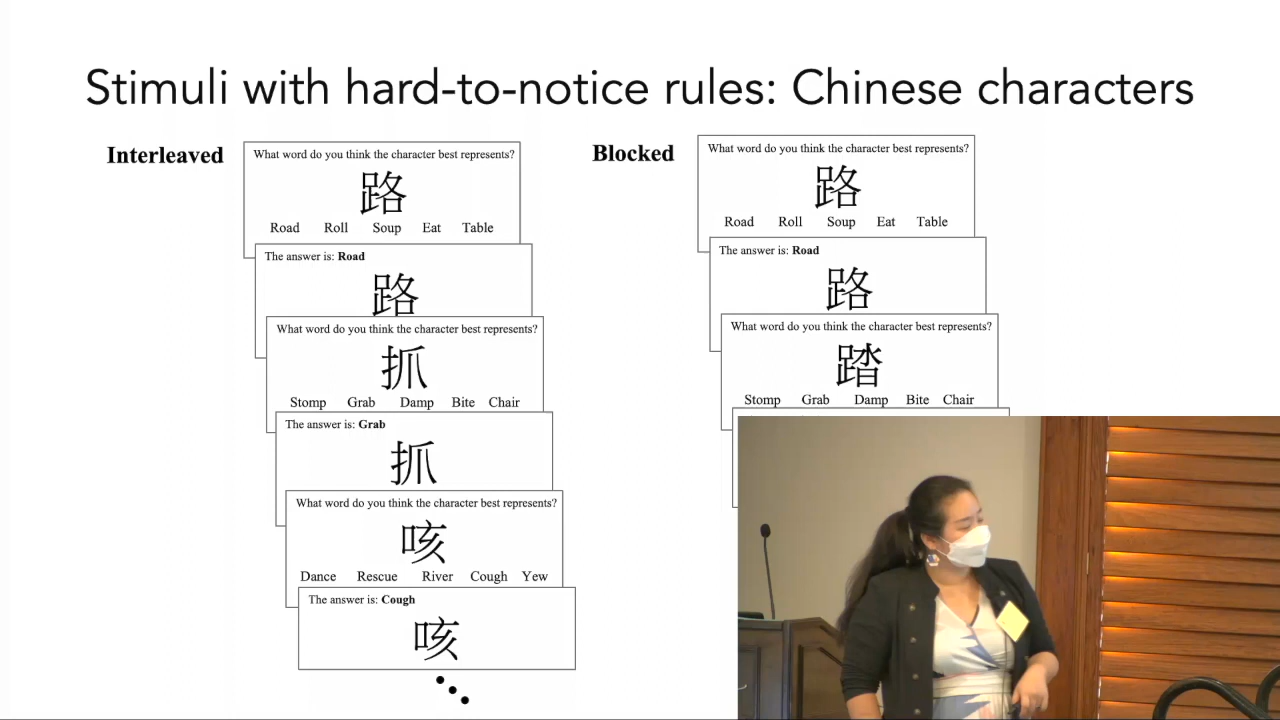 Stimuli with hard-to-notice rules: Chinese characters
Interleaved
What word do you think the character best represents?
路
Road Roll Soup Eat Table
The answer is: Road
路
What word do you think the character best represents?
抓
Stomp Grab Damp Bite Chair
The answer is: Grab
抓
What word do you think the character best represents?
咳
Dance Rescue River Cough Yew
The answer is: Cough
咳
Blocked
What word do you think the character best represents?
路
Road Roll Soup Eat Table
The answer is: Road
路
What word do you think the character best represents?
踏
Stomp Grab Damp Bite Chair